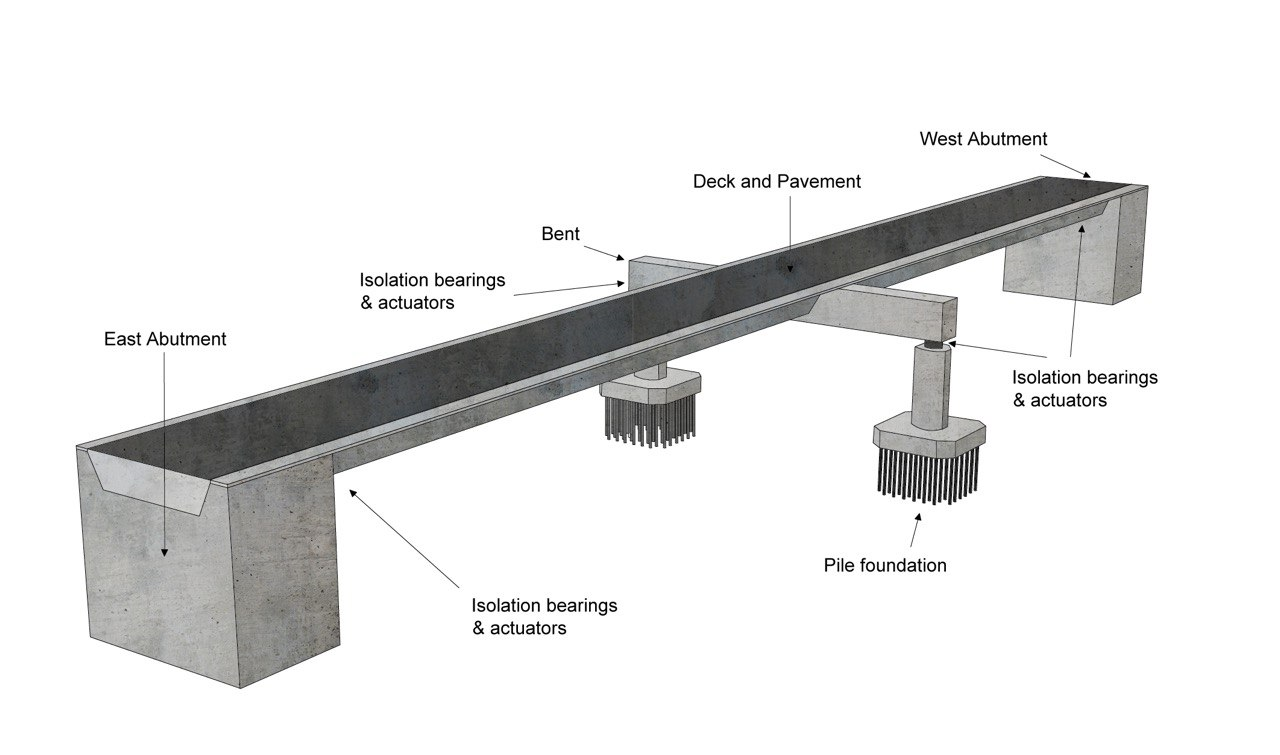 West Abutment
Deck and Pavement
Bent
Isolation bearings
& actuators
East Abutment
Isolation bearings
& actuators
Pile foundation
Isolation bearings
& actuators